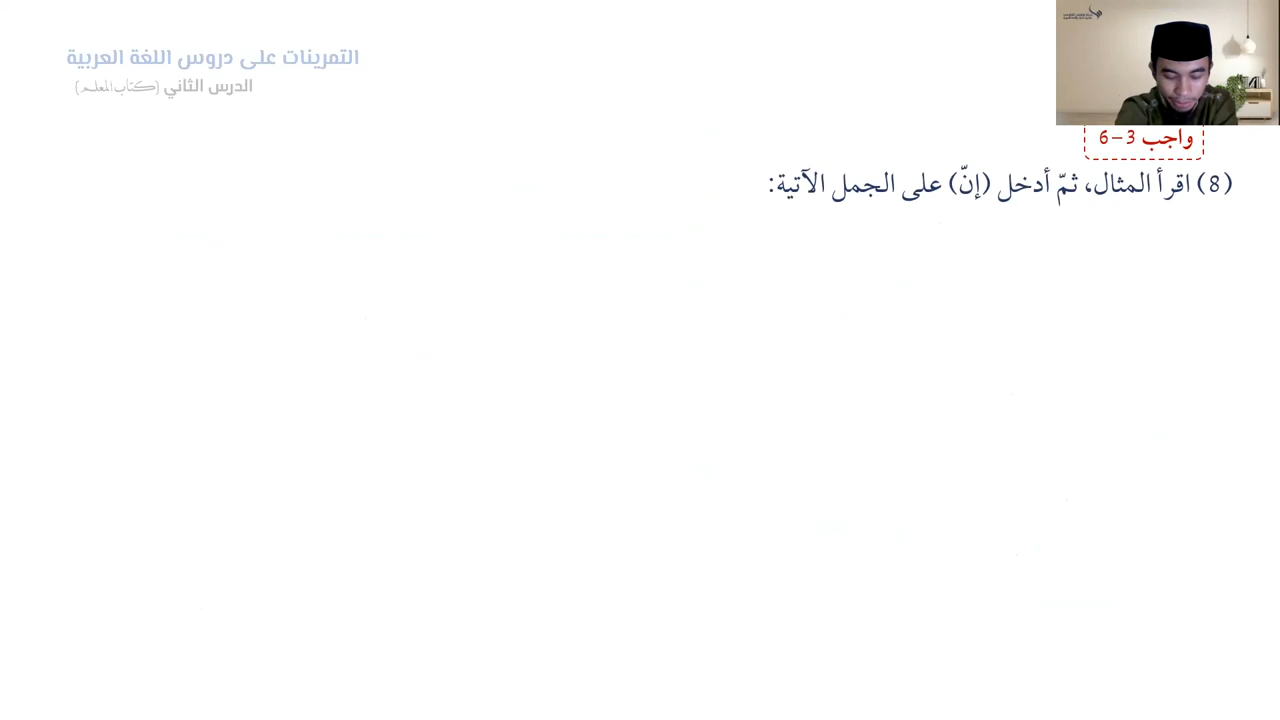 التمرينات على دروس اللغة العربية
الدرس الثاني (كتاب المعلم)
واجب 3-6
(8) اقرأ المثال، ثمّ أدخل (إنّ) على الجمل الآتية: